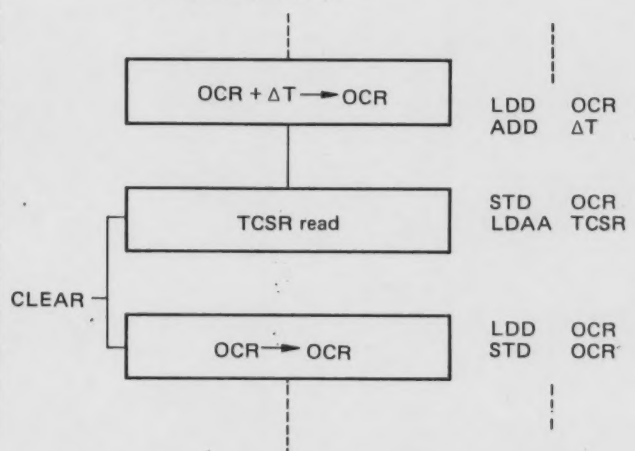 OCR + ΔT → OCR
LDD OCR
ADD ΔT
TCSR read
STD OCR
LDAA TCSR
CLEAR
OCR → OCR
LDD OCR
STD OCR